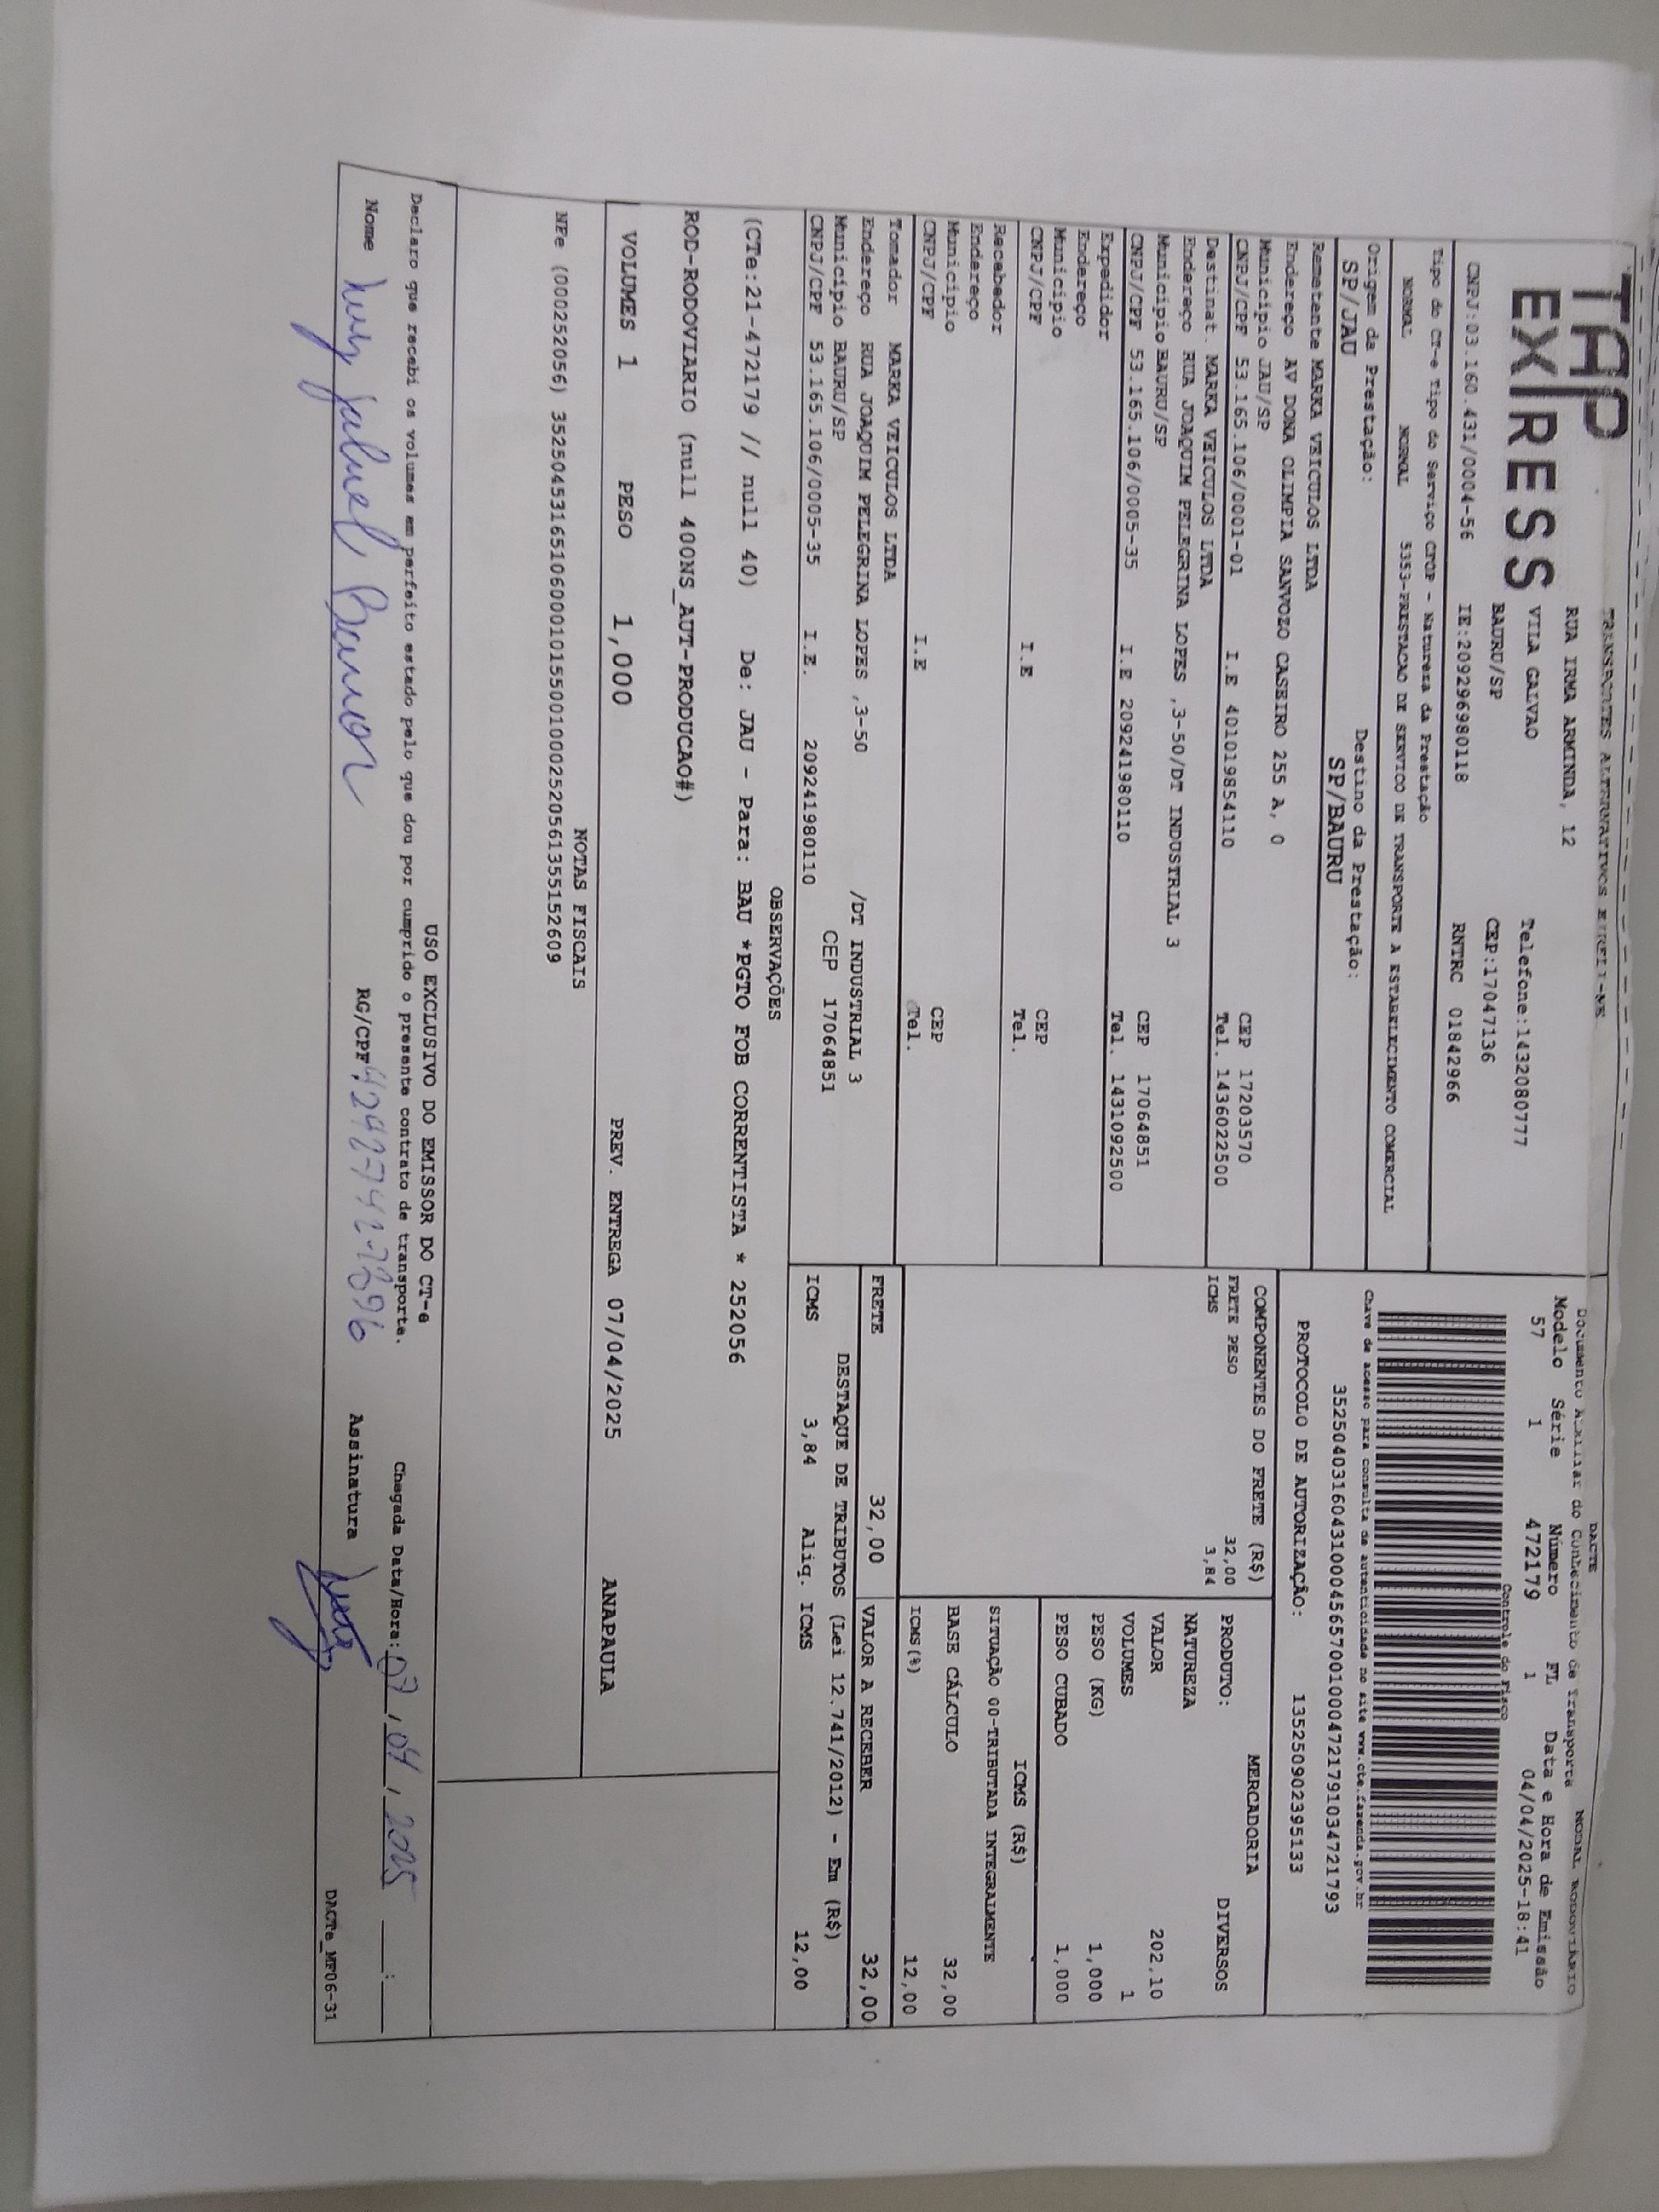 TRANSPORTES ALTERNATIVOS EIRELI-ME
TAP EXPRESS
RUA IRMA ARMINDA, 12
VILA GALVAO Telefone:1432080777
BAURU/SP CEP:17047136
CNPJ:03.160.431/0004-56 IE:209296980118 RNTRC 01842966
Tipo do CT-e Tipo do Serviço CFOP - Natureza da Prestação
NORMAL NORMAL 5353-PRESTACAO DE SERVICO DE TRANSPORTE A ESTABELECIMENTO COMERCIAL
Origem da Prestação: Destino da Prestação:
SP/JAU SP/BAURU
DACTE
Documento Auxiliar do Conhecimento de Transporte MODAL RODOVIÁRIO
Modelo Série Número FL Data e Hora de Emissão
57 1 472179 1 04/04/2025-18:41
Controle do Fisco
Chave de acesso para consulta de autenticidade no site www.cte.fazenda.gov.br
35250403160431000456570010004721791034721793
PROTOCOLO DE AUTORIZAÇÃO: 135250902395133
Remetente MARKA VEICULOS LTDA
Endereço AV DONA OLIMPIA SANVOZO CASEIRO 255 A, 0
Município JAU/SP CEP 17203570
CNPJ/CPF 53.165.106/0001-01 I.E 401019854110 Tel. 1436022500
Destinat. MARKA VEICULOS LTDA
Endereço RUA JOAQUIM PELEGRINA LOPES ,3-50/DT INDUSTRIAL 3
Município BAURU/SP CEP 17064851
CNPJ/CPF 53.165.106/0005-35 I.E 209241980110 Tel. 1431092500
Expedidor
Endereço
Município CEP
CNPJ/CPF I.E Tel.
Recebedor
Endereço
Município CEP
CNPJ/CPF I.E Tel.
Tomador MARKA VEICULOS LTDA
Endereço RUA JOAQUIM PELEGRINA LOPES ,3-50 /DT INDUSTRIAL 3
Município BAURU/SP CEP 17064851
CNPJ/CPF 53.165.106/0005-35 I.E. 209241980110
COMPONENTES DO FRETE (R$)
FRETE PESO 32,00
ICMS 3,84
MERCADORIA
PRODUTO: DIVERSOS
NATUREZA
VALOR 202,10
VOLUMES 1
PESO (KG) 1,000
PESO CUBADO 1,000
ICMS (R$)
SITUAÇÃO 00-TRIBUTADA INTEGRALMENTE
BASE CÁLCULO 32,00
ICMS(%) 12,00
FRETE 32,00 VALOR A RECEBER 32,00
DESTAQUE DE TRIBUTOS (Lei 12.741/2012) - Em (R$)
ICMS 3,84 Aliq. ICMS 12,00
OBSERVAÇÕES
(CTe:21-472179 // null 40) De: JAU - Para: BAU *PGTO FOB CORRENTISTA * 252056
ROD-RODOVIARIO (null 400NS_AUT-PRODUCAO#)
VOLUMES 1 PESO 1,000 PREV. ENTREGA 07/04/2025 ANAPAULA
NOTAS FISCAIS
NFe (000252056) 35250453165106000101550010002520561355152609
USO EXCLUSIVO DO EMISSOR DO CT-e
Declaro que recebi os volumes em perfeito estado pelo que dou por cumprido o presente contrato de transporte. Chegada Data/Hora: 07/04/2025 __:__
Nome RG/CPF Assinatura
DACTe_MF06-31